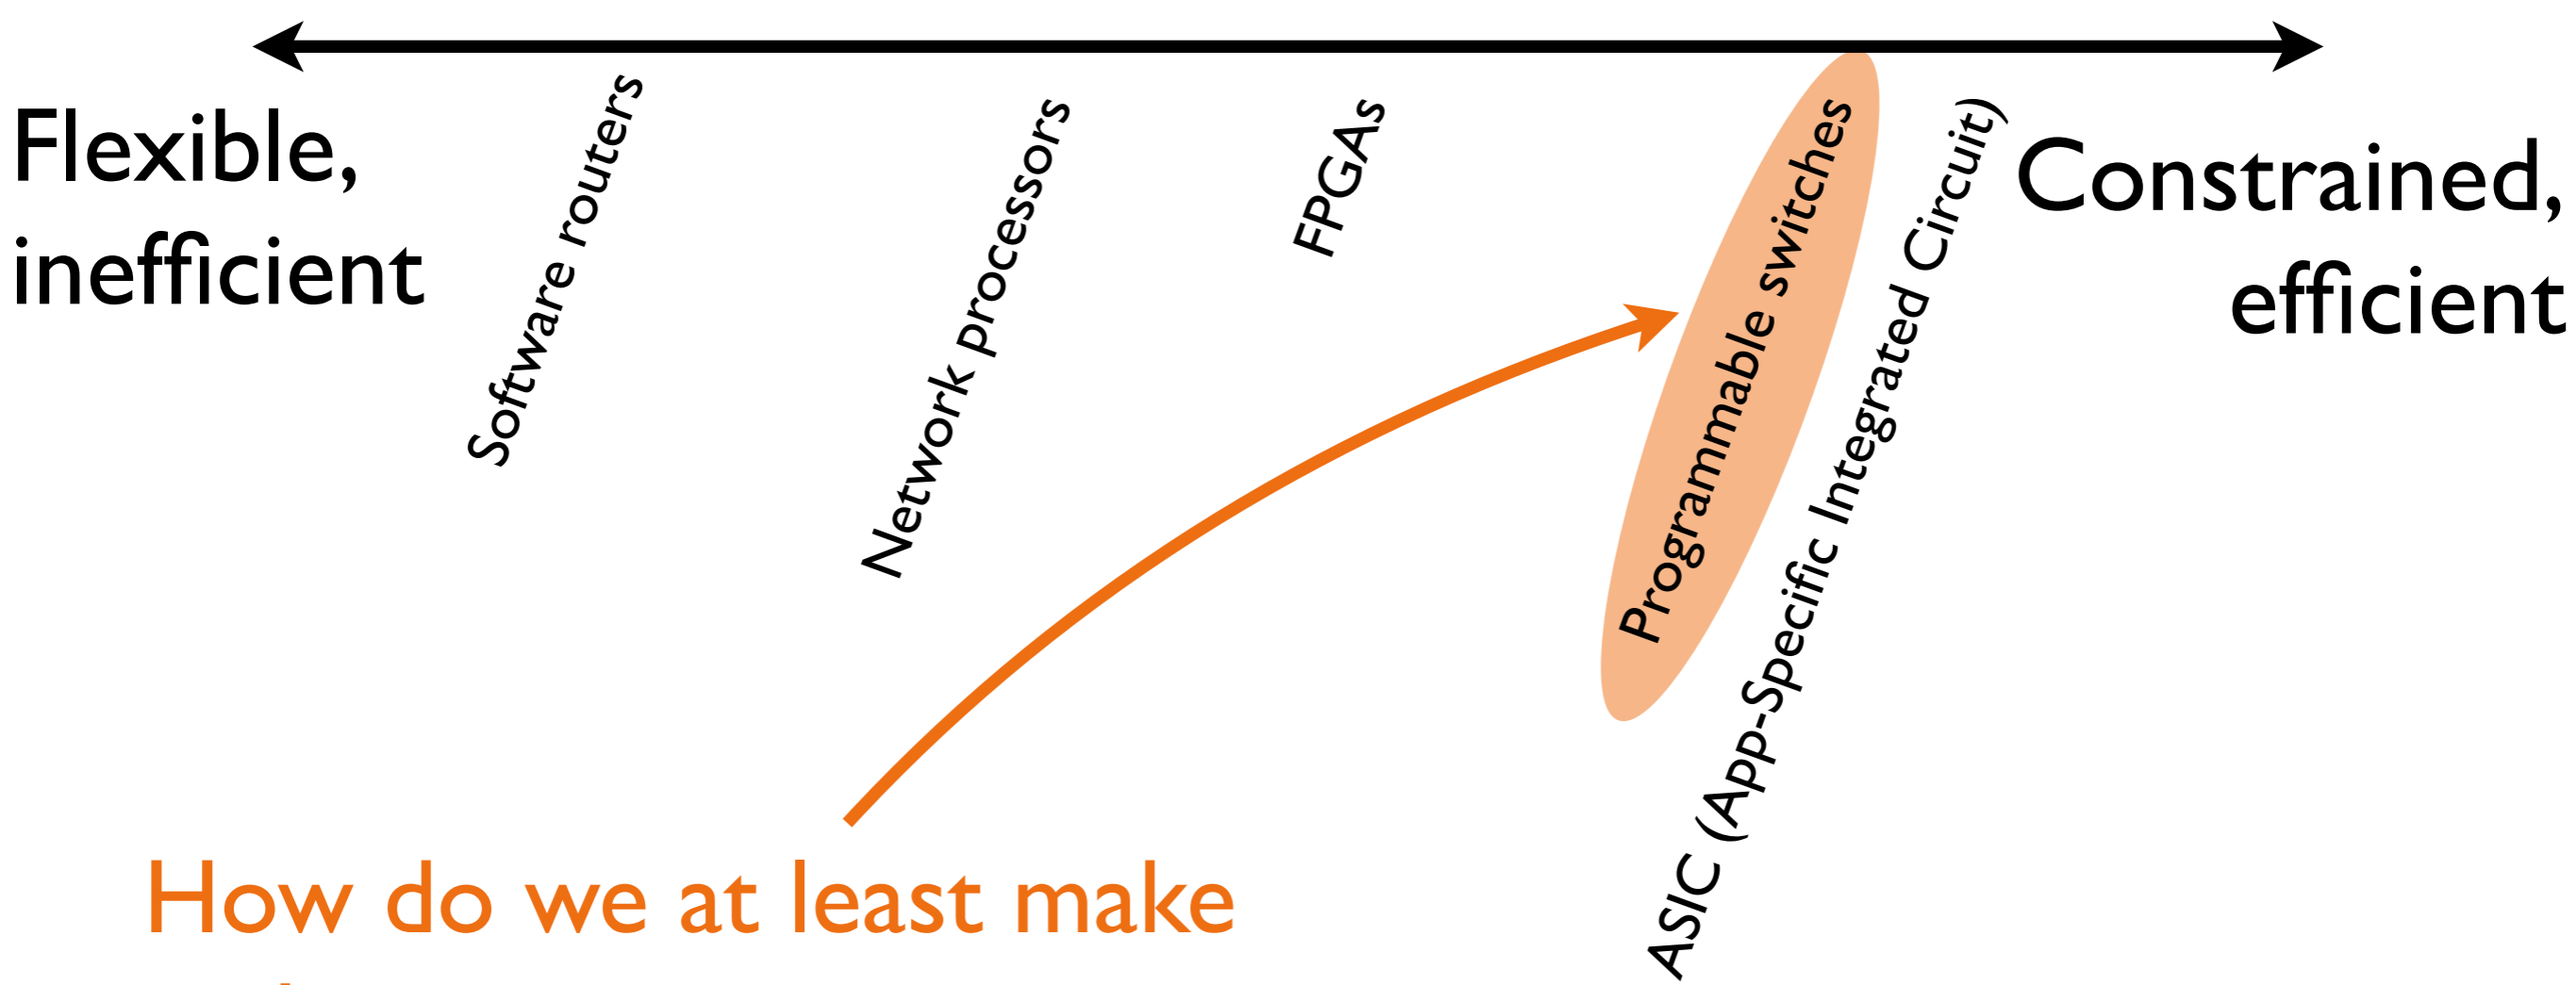 Flexible,
inefficient
Software routers
Network processors
FPGAs
Programmable switches
ASIC (App-Specific Integrated Circuit)
Constrained,
efficient
How do we at least make